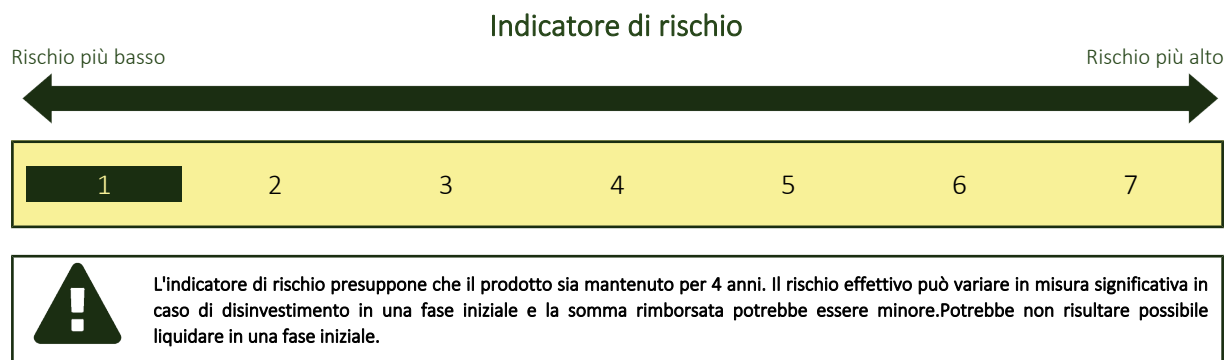 Indicatore di rischio
Rischio più basso
Rischio più alto
1 2 3 4 5 6 7
L'indicatore di rischio presuppone che il prodotto sia mantenuto per 4 anni. Il rischio effettivo può variare in misura significativa in
caso di disinvestimento in una fase iniziale e la somma rimborsata potrebbe essere minore.Potrebbe non risultare possibile
liquidare in una fase iniziale.